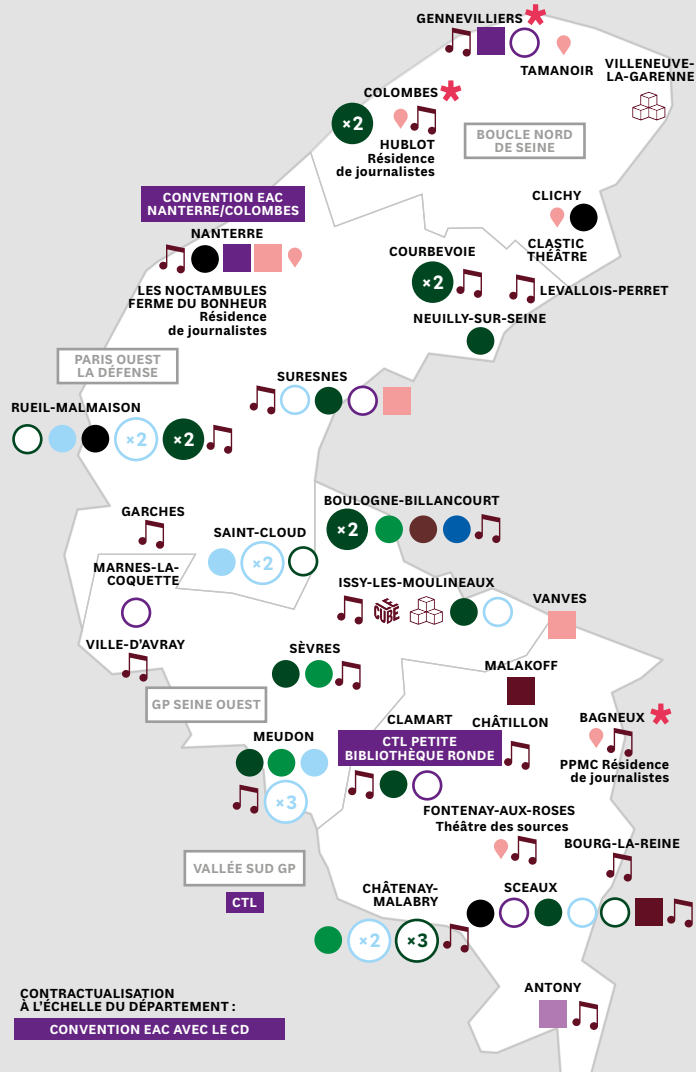 GENNEVILLIERS
TAMANOIR
VILLENEUVE-
LA-GARENNE
COLOMBES
×2
HUBLOT
Résidence
de journalistes
BOUCLE NORD
DE SEINE
CONVENTION EAC
NANTERRE/COLOMBES
CLICHY
CLASTIC
THÉÂTRE
NANTERRE
LES NOCTAMBULES
FERME DU BONHEUR
Résidence
de journalistes
COURBEVOIE
×2
LEVALLOIS-PERRET
NEUILLY-SUR-SEINE
PARIS OUEST
LA DÉFENSE
SURESNES
RUEIL-MALMAISON
×2
×2
GARCHES
SAINT-CLOUD
×2
BOULOGNE-BILLANCOURT
×2
MARNES-LA-
COQUETTE
ISSY-LES-MOULINEAUX
LE CUBE
VANVES
VILLE-D'AVRAY
SÈVRES
MALAKOFF
GP SEINE OUEST
MEUDON
×3
CLAMART
CTL PETITE
BIBLIOTHÈQUE RONDE
CHÂTILLON
BAGNEUX
PPMC Résidence
de journalistes
FONTENAY-AUX-ROSES
Théâtre des sources
BOURG-LA-REINE
VALLÉE SUD GP
CTL
CHÂTENAY-
MALABRY
×2
×3
SCEAUX
ANTONY
CONTRACTUALISATION
À L'ÉCHELLE DU DÉPARTEMENT :
CONVENTION EAC AVEC LE CD